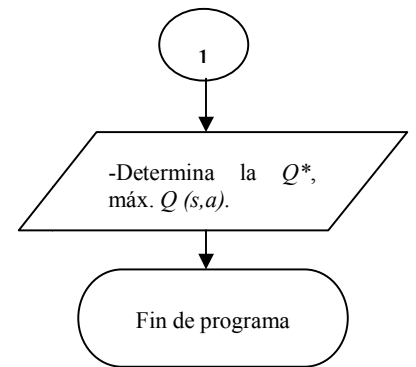 1
-Determina la Q*,
máx. Q (s,a).
Fin de programa